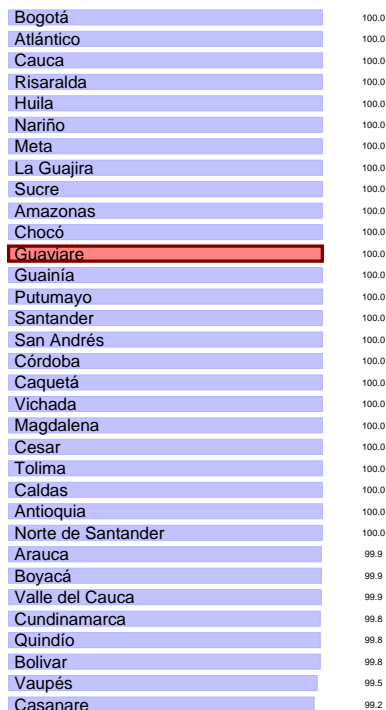 Bogotá 100.0
Atlántico 100.0
Cauca 100.0
Risaralda 100.0
Huila 100.0
Nariño 100.0
Meta 100.0
La Guajira 100.0
Sucre 100.0
Amazonas 100.0
Chocó 100.0
Guaviare 100.0
Guainía 100.0
Putumayo 100.0
Santander 100.0
San Andrés 100.0
Córdoba 100.0
Caquetá 100.0
Vichada 100.0
Magdalena 100.0
Cesar 100.0
Tolima 100.0
Caldas 100.0
Antioquia 100.0
Norte de Santander 100.0
Arauca 99.9
Boyacá 99.9
Valle del Cauca 99.9
Cundinamarca 99.8
Quindío 99.8
Bolivar 99.8
Vaupés 99.5
Casanare 99.2